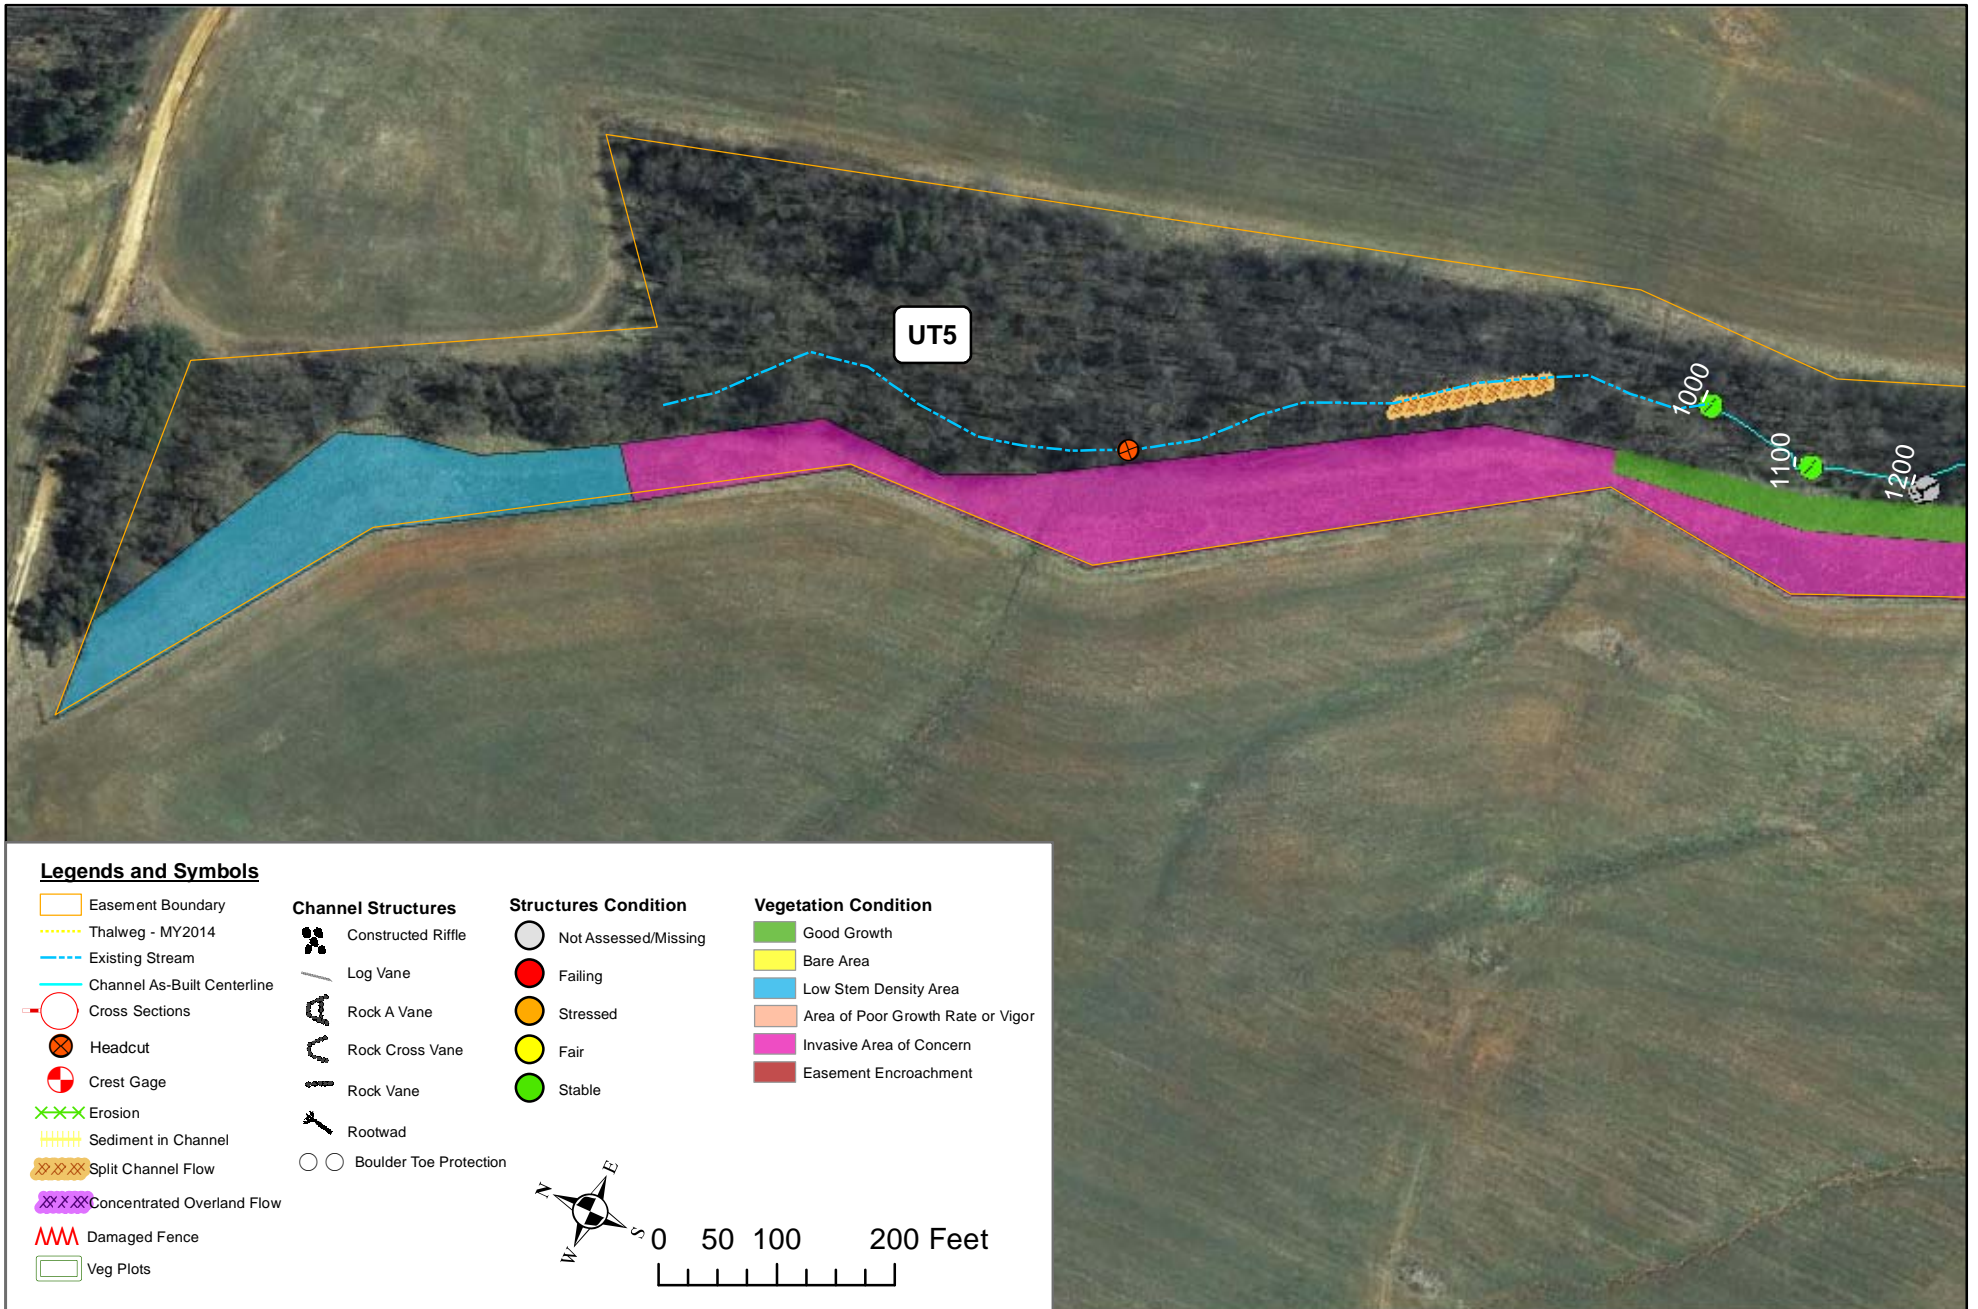 UT5
1000
1100
1200
Legends and Symbols
Easement Boundary
Thalweg - MY2014
Existing Stream
Channel As-Built Centerline
Cross Sections
Headcut
Crest Gage
Erosion
Sediment in Channel
Split Channel Flow
Concentrated Overland Flow
Damaged Fence
Veg Plots
Channel Structures
Constructed Riffle
Log Vane
Rock A Vane
Rock Cross Vane
Rock Vane
Rootwad
Boulder Toe Protection
Structures Condition
Not Assessed/Missing
Failing
Stressed
Fair
Stable
Vegetation Condition
Good Growth
Bare Area
Low Stem Density Area
Area of Poor Growth Rate or Vigor
Invasive Area of Concern
Easement Encroachment
N
E
S
W
0 50 100 200 Feet